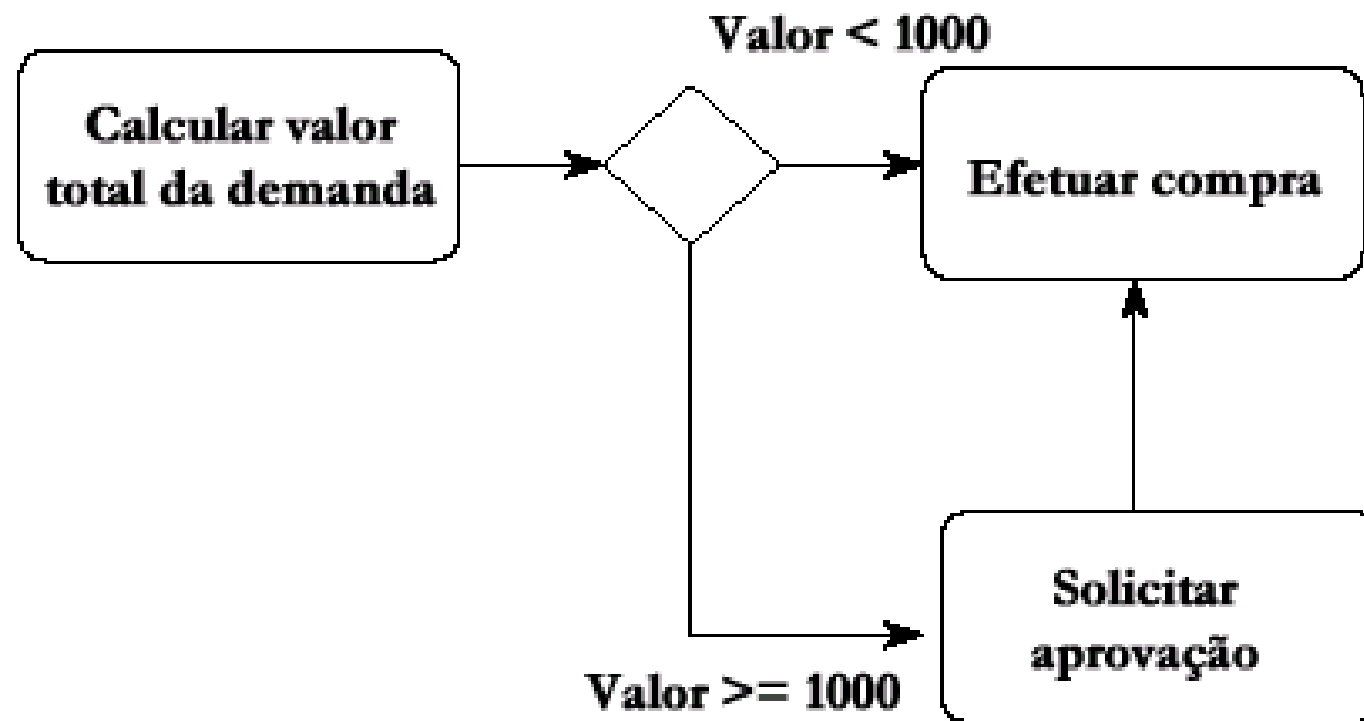 Valor < 1000
Calcular valor
total da demanda
Efetuar compra
Solicitar
aprovação
Valor >= 1000